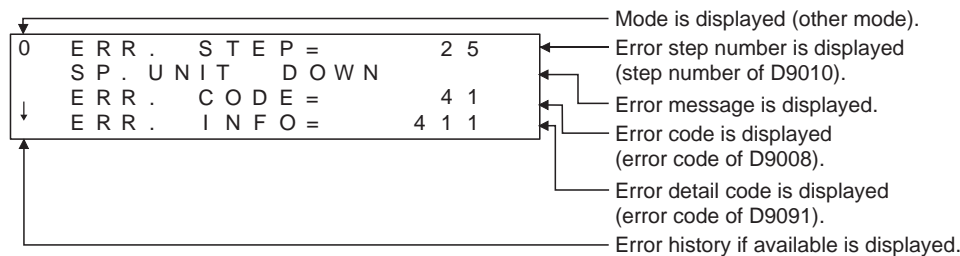 Mode is displayed (other mode).
0 ERR. STEP= 25
Error step number is displayed
(step number of D9010).
SP. UNIT DOWN
Error message is displayed.
ERR. CODE= 41
Error code is displayed
(error code of D9008).
↓ ERR. INFO= 411
Error detail code is displayed
(error code of D9091).
Error history if available is displayed.